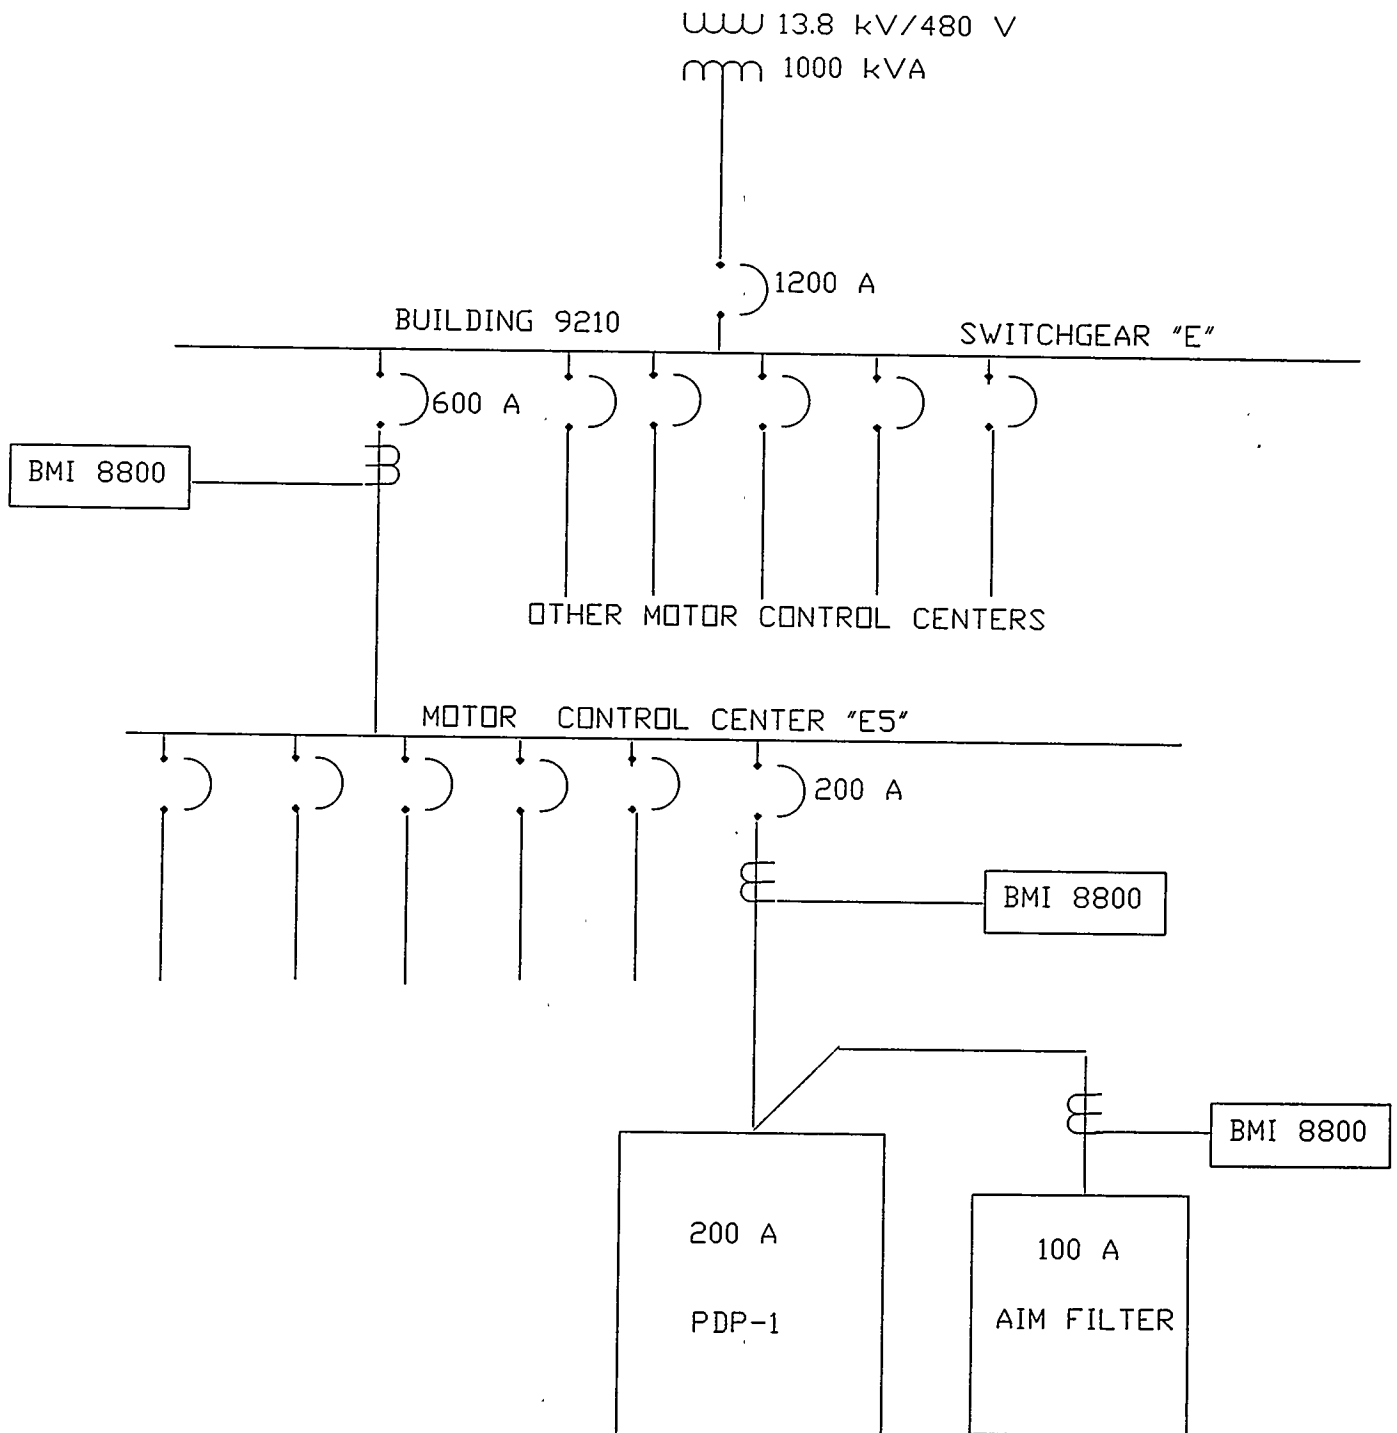 13.8 kV/480 V
1000 kVA
1200 A
BUILDING 9210
SWITCHGEAR "E"
600 A
BMI 8800
OTHER MOTOR CONTROL CENTERS
MOTOR CONTROL CENTER "E5"
200 A
BMI 8800
BMI 8800
200 A
100 A
PDP-1
AIM FILTER